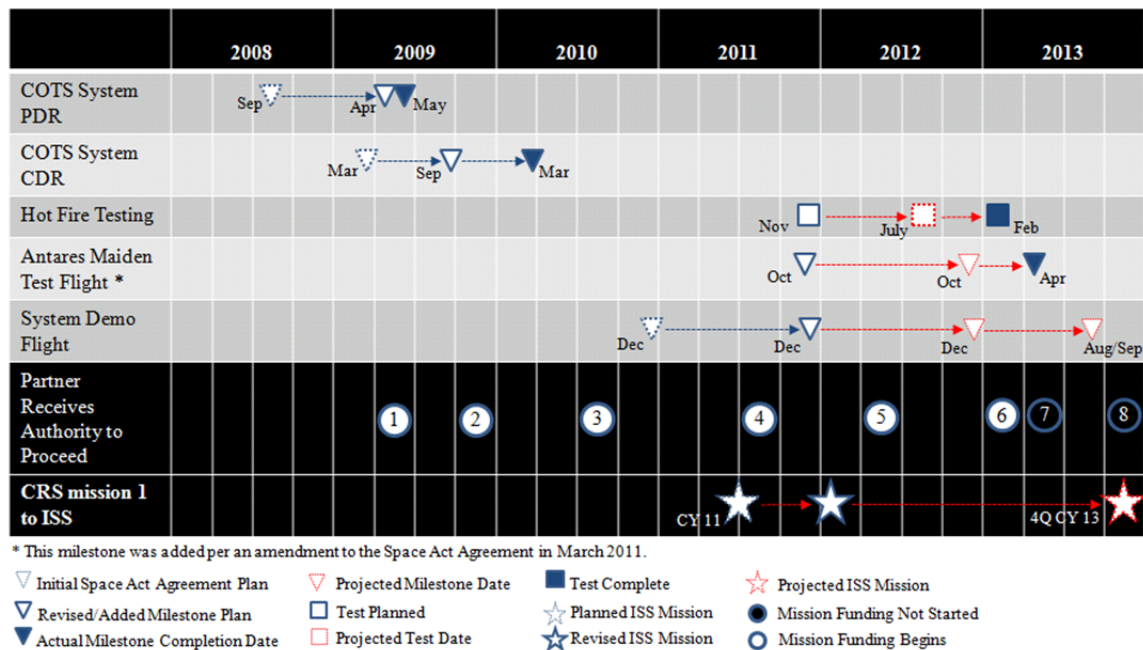 2008 2009 2010 2011 2012 2013
COTS System
PDR
Sep Apr May
COTS System
CDR
Mar Sep Mar
Hot Fire Testing
Nov July Feb
Antares Maiden
Test Flight *
Oct Oct Apr
System Demo
Flight
Dec Dec Dec Aug/Sep
Partner
Receives
Authority to
Proceed
1 2 3 4 5 6 7 8
CRS mission 1
to ISS
CY 11 4Q CY 13
* This milestone was added per an amendment to the Space Act Agreement in March 2011.
Initial Space Act Agreement Plan Projected Milestone Date Test Complete Projected ISS Mission
Revised/Added Milestone Plan Test Planned Planned ISS Mission Mission Funding Not Started
Actual Milestone Completion Date Projected Test Date Revised ISS Mission Mission Funding Begins